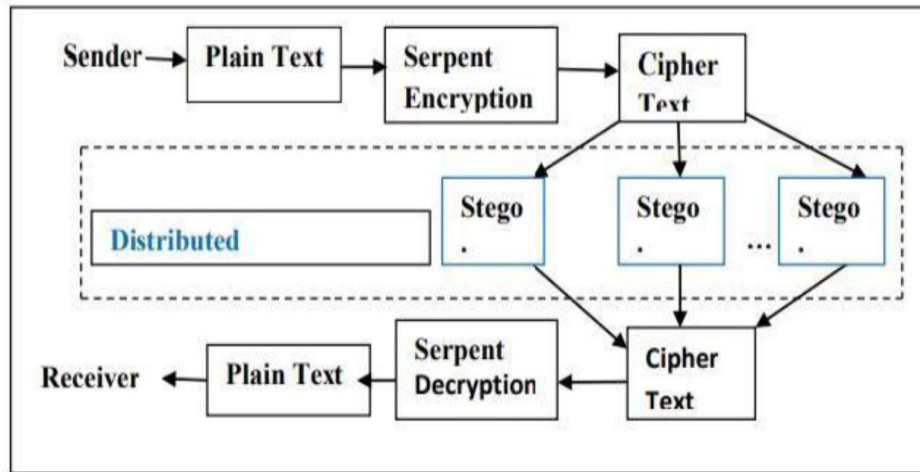 Sender
Plain Text
Serpent
Encryption
Cipher
Text
Distributed
Stego
.
Stego
.
...
Stego
.
Receiver
Plain Text
Serpent
Decryption
Cipher
Text